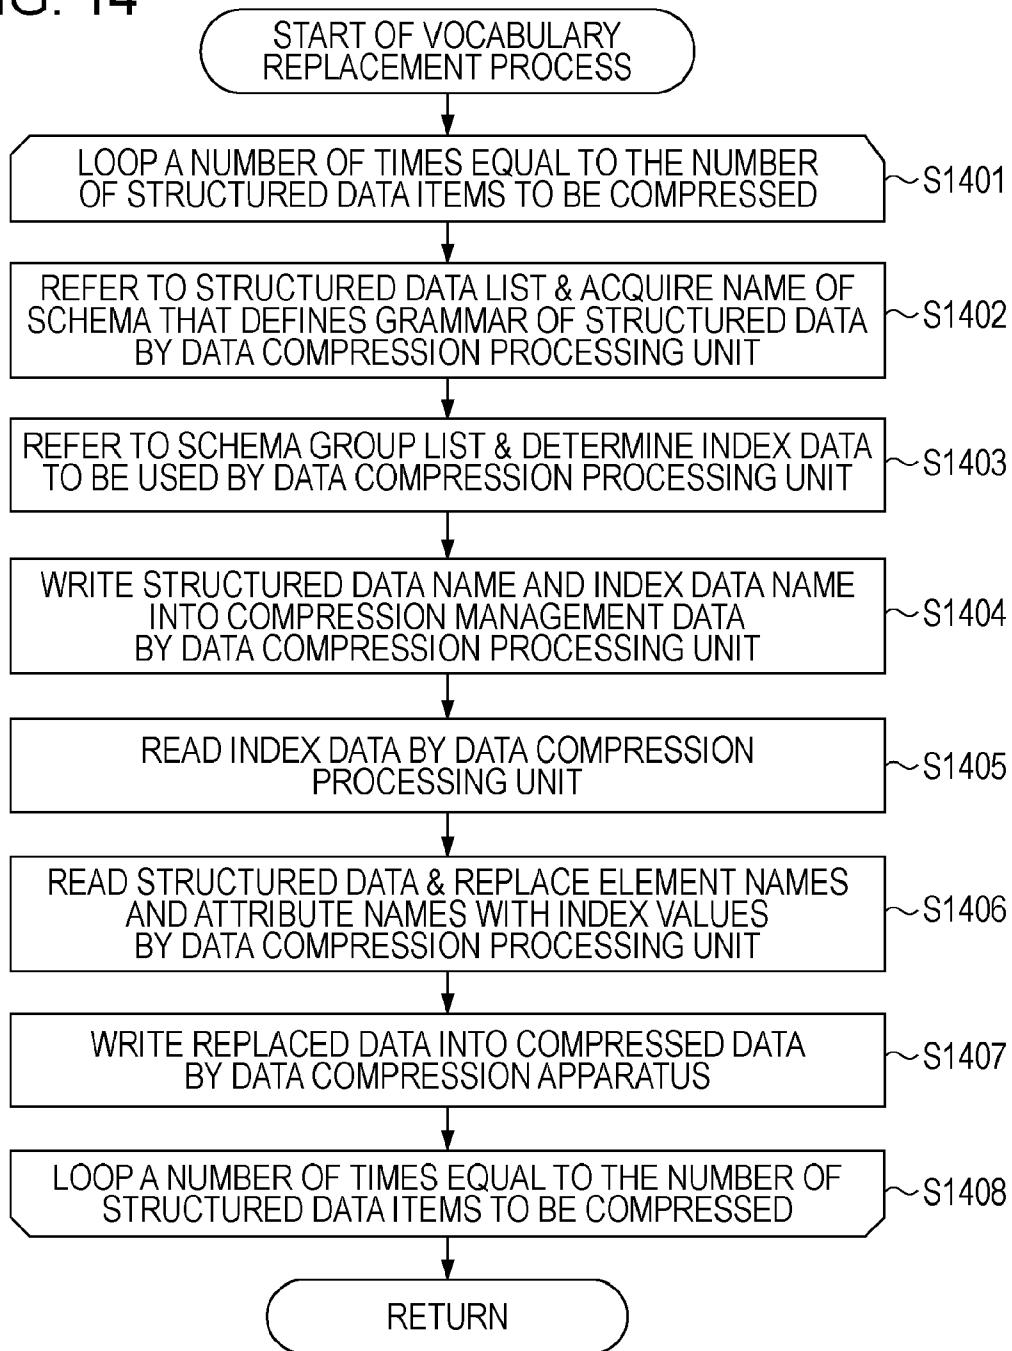 FIG. 14
START OF VOCABULARY
REPLACEMENT PROCESS
LOOP A NUMBER OF TIMES EQUAL TO THE NUMBER
OF STRUCTURED DATA ITEMS TO BE COMPRESSED
S1401
REFER TO STRUCTURED DATA LIST & ACQUIRE NAME OF
SCHEMA THAT DEFINES GRAMMAR OF STRUCTURED DATA
BY DATA COMPRESSION PROCESSING UNIT
S1402
REFER TO SCHEMA GROUP LIST & DETERMINE INDEX DATA
TO BE USED BY DATA COMPRESSION PROCESSING UNIT
S1403
WRITE STRUCTURED DATA NAME AND INDEX DATA NAME
INTO COMPRESSION MANAGEMENT DATA
BY DATA COMPRESSION PROCESSING UNIT
S1404
READ INDEX DATA BY DATA COMPRESSION
PROCESSING UNIT
S1405
READ STRUCTURED DATA & REPLACE ELEMENT NAMES
AND ATTRIBUTE NAMES WITH INDEX VALUES
BY DATA COMPRESSION PROCESSING UNIT
S1406
WRITE REPLACED DATA INTO COMPRESSED DATA
BY DATA COMPRESSION APPARATUS
S1407
LOOP A NUMBER OF TIMES EQUAL TO THE NUMBER OF
STRUCTURED DATA ITEMS TO BE COMPRESSED
S1408
RETURN